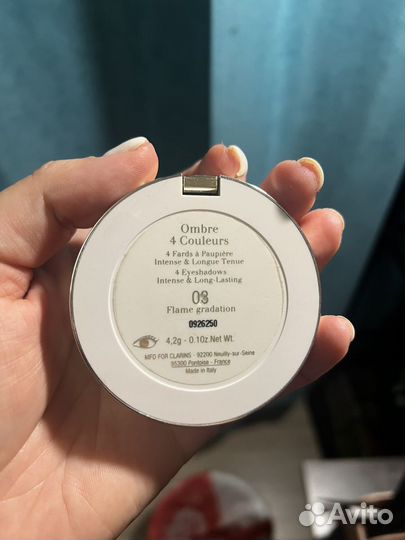 Ombre
4 Couleurs
4 Fards à Paupière
Intense & Longue Tenue
4 Eyeshadows
Intense & Long-Lasting
03
Flame gradation
0926250
4,2g - 0.1oz.Net Wt.
MFD FOR CLARINS - 92200 Neuilly-sur-Seine
95300 Pontoise - France
Made in Italy
Avito